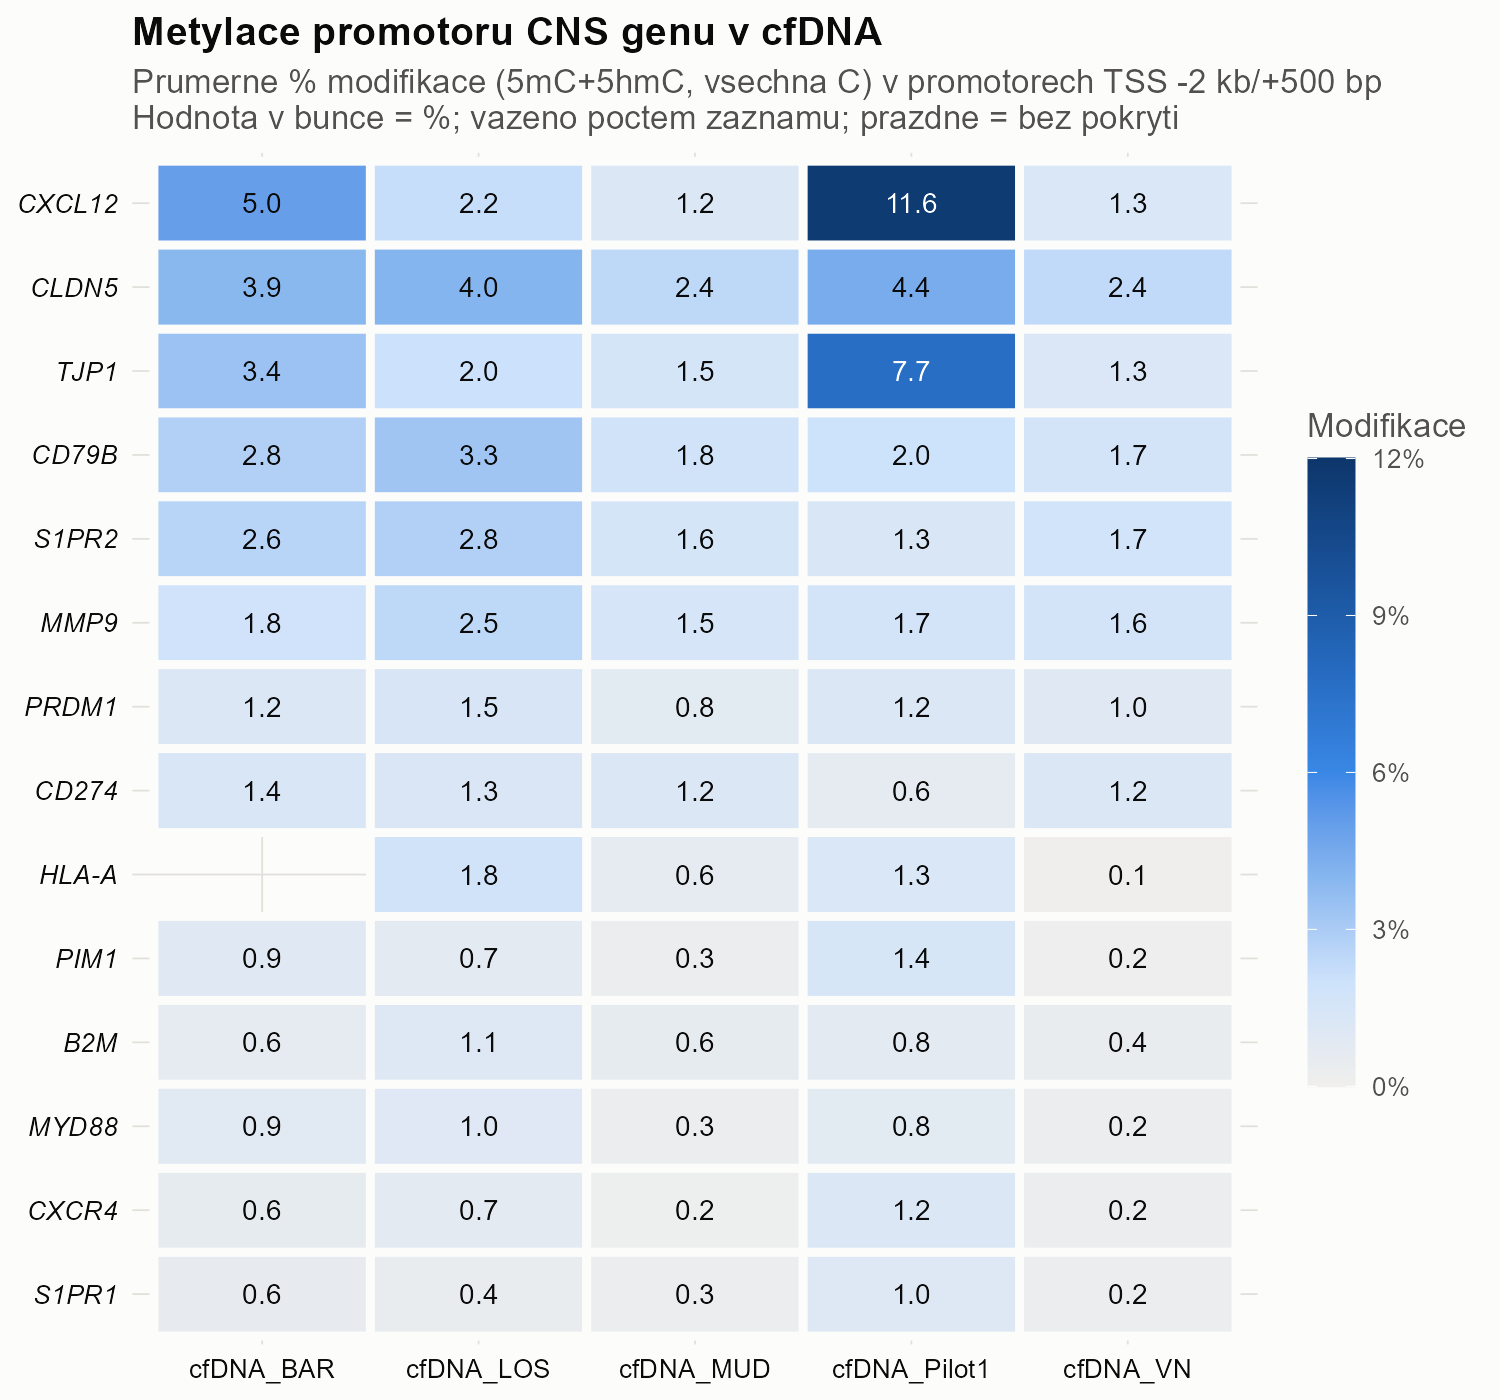 Metylace promotoru CNS genu v cfDNA
Prumerne % modifikace (5mC+5hmC, vsechna C) v promotorech TSS -2 kb/+500 bp
Hodnota v bunce = %; vazeno poctem zaznamu; prazdne = bez pokryti
CXCL12 5.0 2.2 1.2 11.6 1.3
CLDN5 3.9 4.0 2.4 4.4 2.4
TJP1 3.4 2.0 1.5 7.7 1.3
CD79B 2.8 3.3 1.8 2.0 1.7
S1PR2 2.6 2.8 1.6 1.3 1.7
MMP9 1.8 2.5 1.5 1.7 1.6
PRDM1 1.2 1.5 0.8 1.2 1.0
CD274 1.4 1.3 1.2 0.6 1.2
HLA-A 1.8 0.6 1.3 0.1
PIM1 0.9 0.7 0.3 1.4 0.2
B2M 0.6 1.1 0.6 0.8 0.4
MYD88 0.9 1.0 0.3 0.8 0.2
CXCR4 0.6 0.7 0.2 1.2 0.2
S1PR1 0.6 0.4 0.3 1.0 0.2
cfDNA_BAR cfDNA_LOS cfDNA_MUD cfDNA_Pilot1 cfDNA_VN
Modifikace
12%
9%
6%
3%
0%